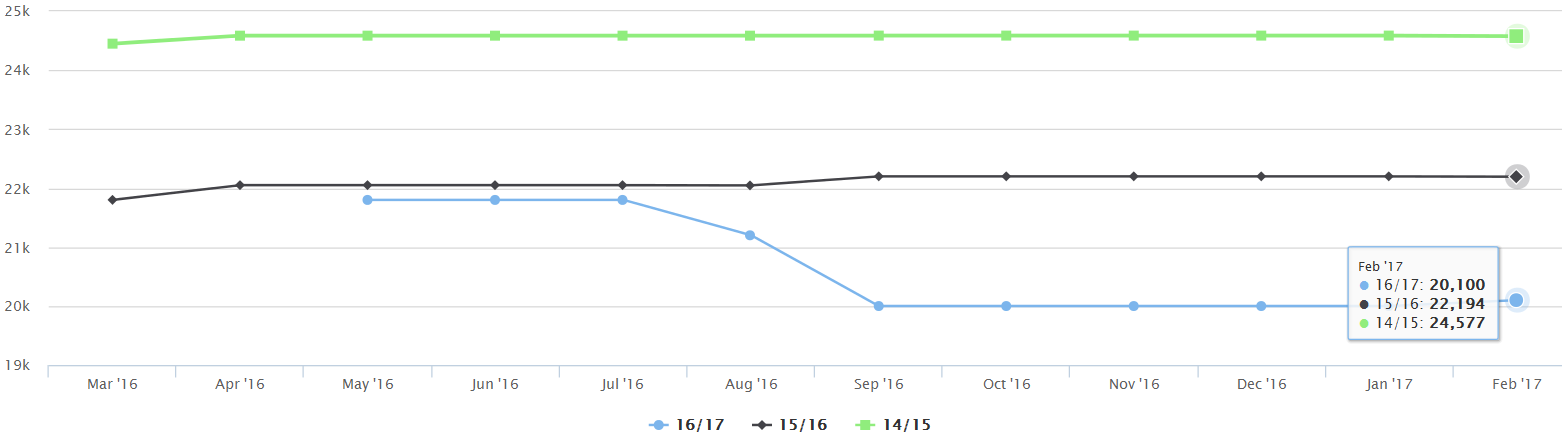 25k
24k
23k
22k
21k
20k
19k
Feb '17
16/17: 20,100
15/16: 22,194
14/15: 24,577
Mar '16 Apr '16 May '16 Jun '16 Jul '16 Aug '16 Sep '16 Oct '16 Nov '16 Dec '16 Jan '17 Feb '17
16/17 15/16 14/15